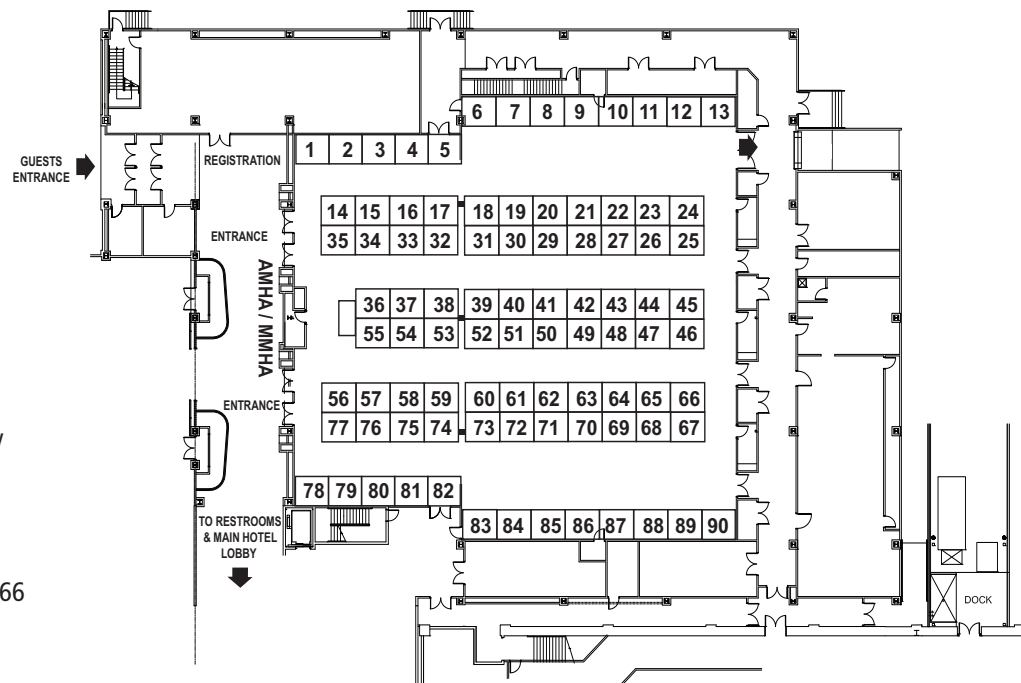 6 7 8 9 10 11 12 13
1 2 3 4 5
GUESTS
ENTRANCE
REGISTRATION
14 15 16 17 18 19 20 21 22 23 24
35 34 33 32 31 30 29 28 27 26 25
ENTRANCE
AMHA / MMHA
36 37 38 39 40 41 42 43 44 45
55 54 53 52 51 50 49 48 47 46
ENTRANCE
56 57 58 59 60 61 62 63 64 65 66
77 76 75 74 73 72 71 70 69 68 67
78 79 80 81 82
83 84 85 86 87 88 89 90
TO RESTROOMS
& MAIN HOTEL
LOBBY
66
DOCK